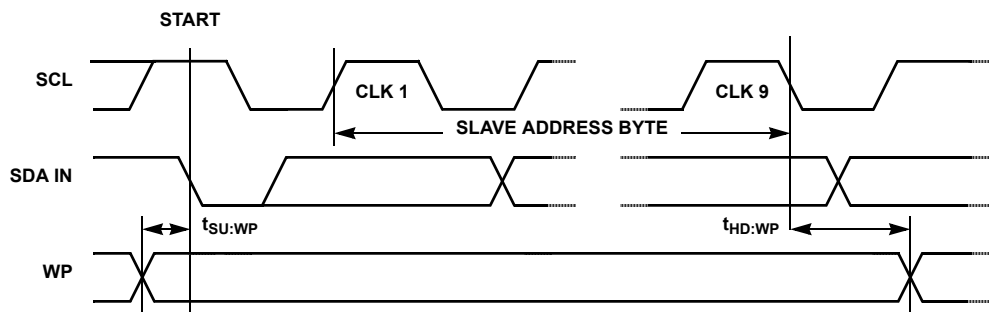 START
SCL
CLK 1
CLK 9
SLAVE ADDRESS BYTE
SDA IN
tSU:WP
tHD:WP
WP